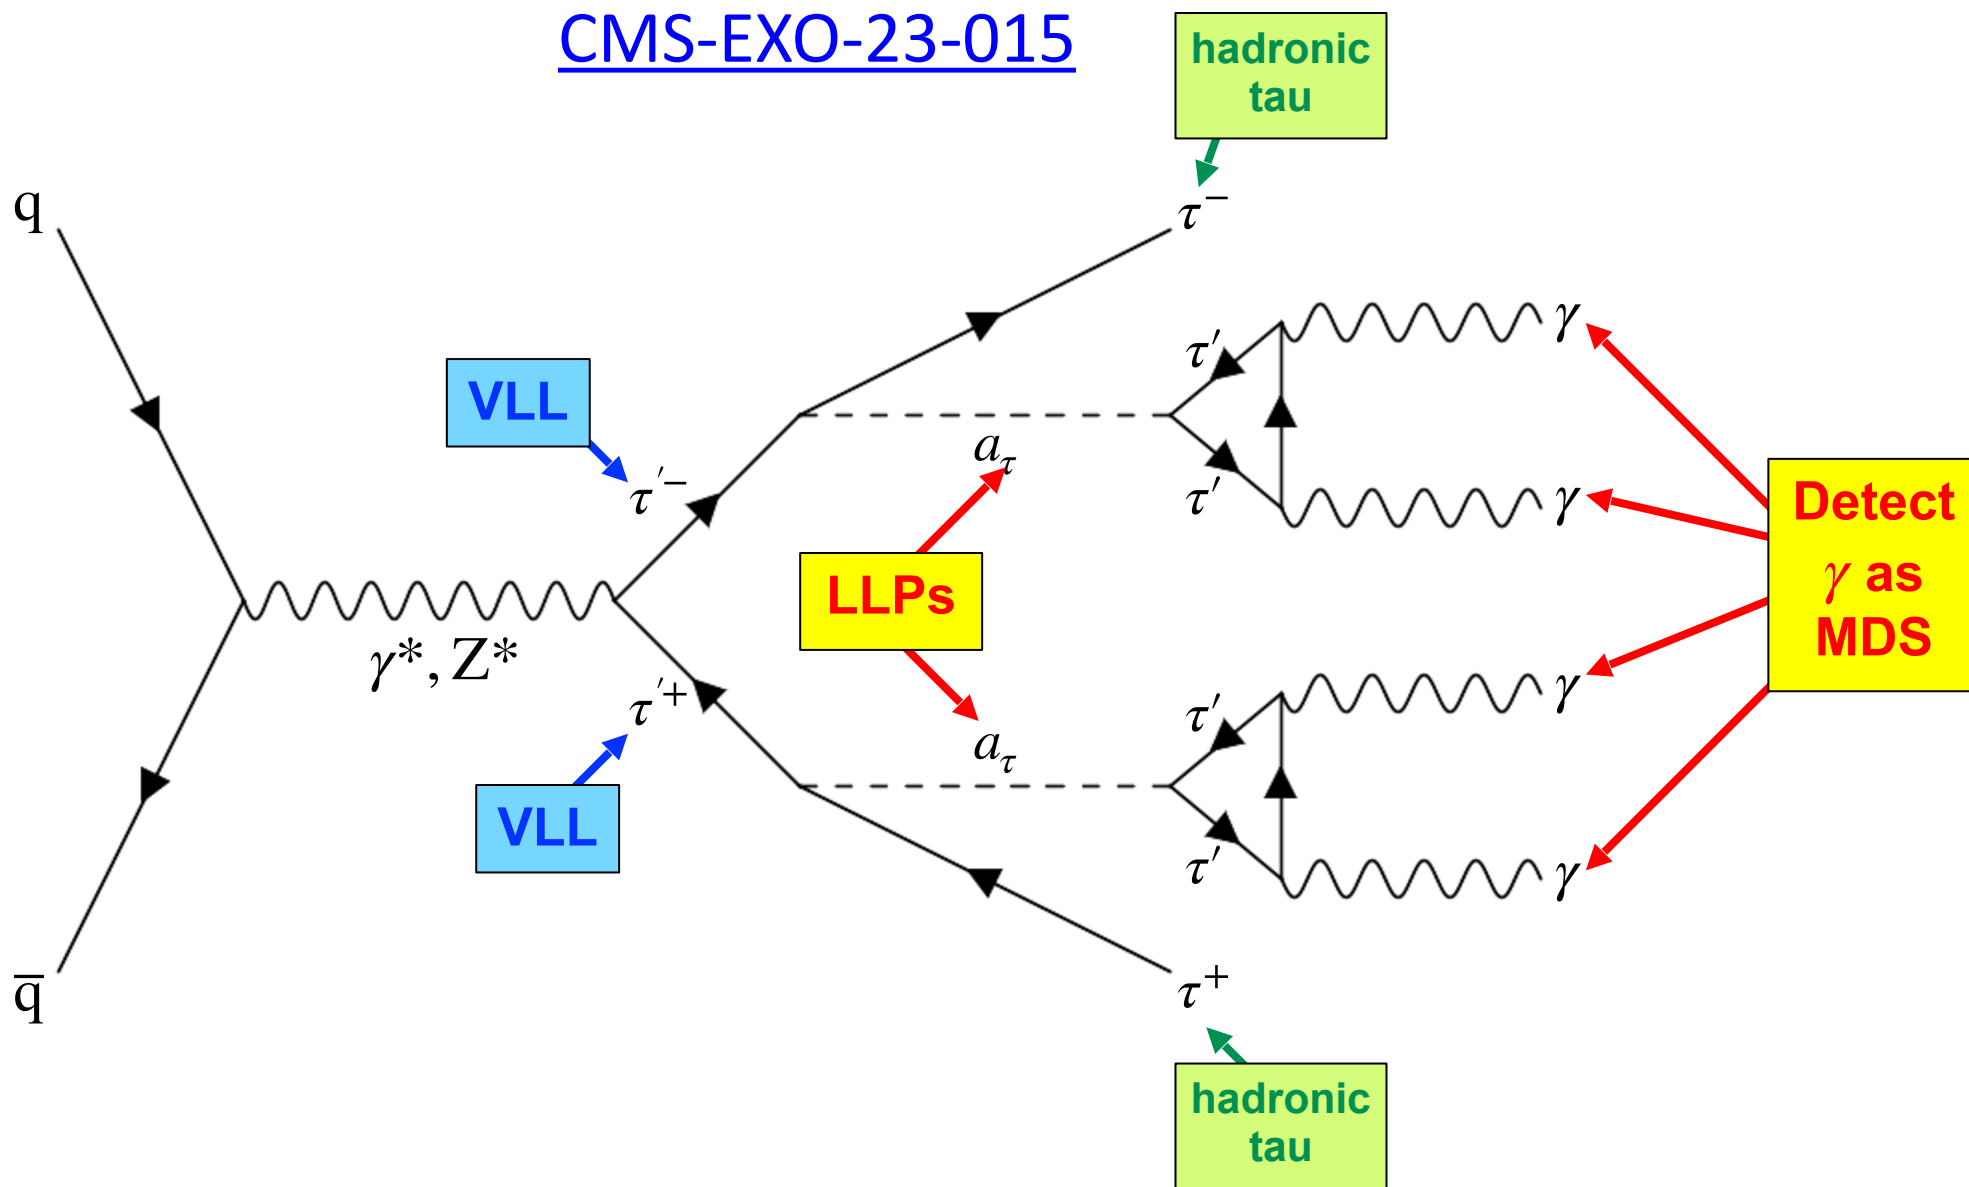 CMS-EXO-23-015
hadronic
tau
τ⁻
q
γ
τ′
VLL
a_τ
τ′⁻
τ′
γ
Detect
γ as
MDS
LLPs
γ*, Z*
τ′⁺
τ′
γ
a_τ
VLL
τ′
γ
q̅
τ⁺
hadronic
tau